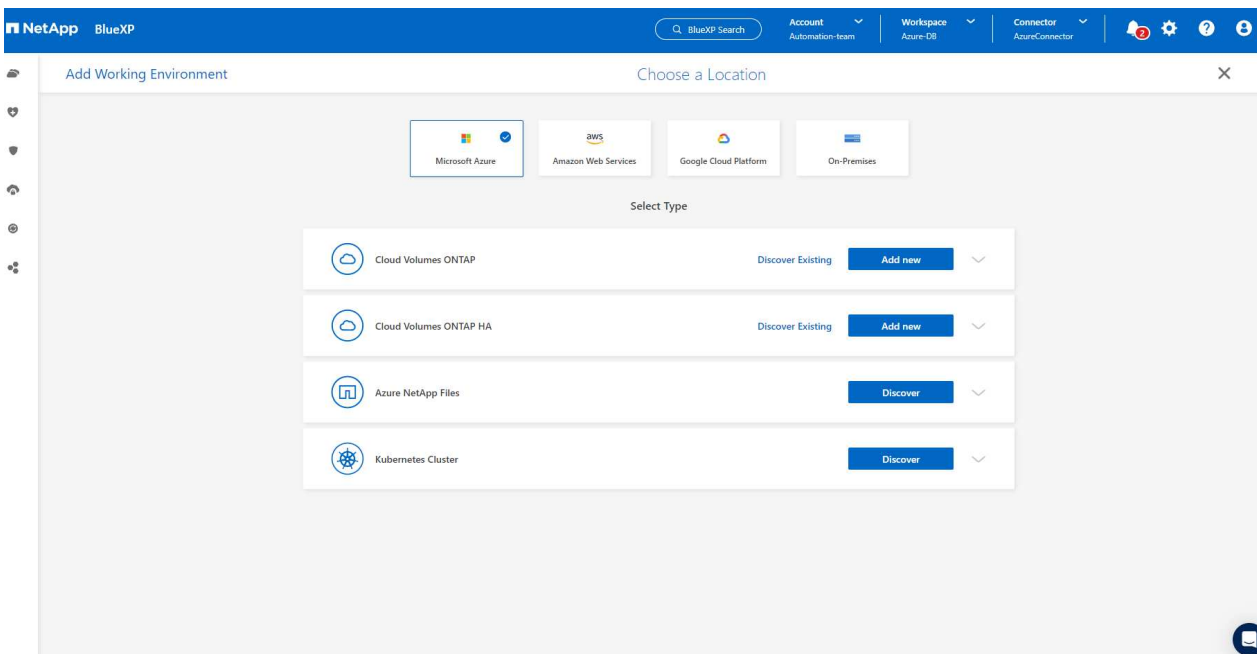 NetApp BlueXP
BlueXP Search
Account
Automation-team
Workspace
Azure-DB
Connector
AzureConnector
2
Add Working Environment
Choose a Location
Microsoft Azure
aws
Amazon Web Services
Google Cloud Platform
On-Premises
Select Type
Cloud Volumes ONTAP
Discover Existing
Add new
Cloud Volumes ONTAP HA
Discover Existing
Add new
Azure NetApp Files
Discover
Kubernetes Cluster
Discover